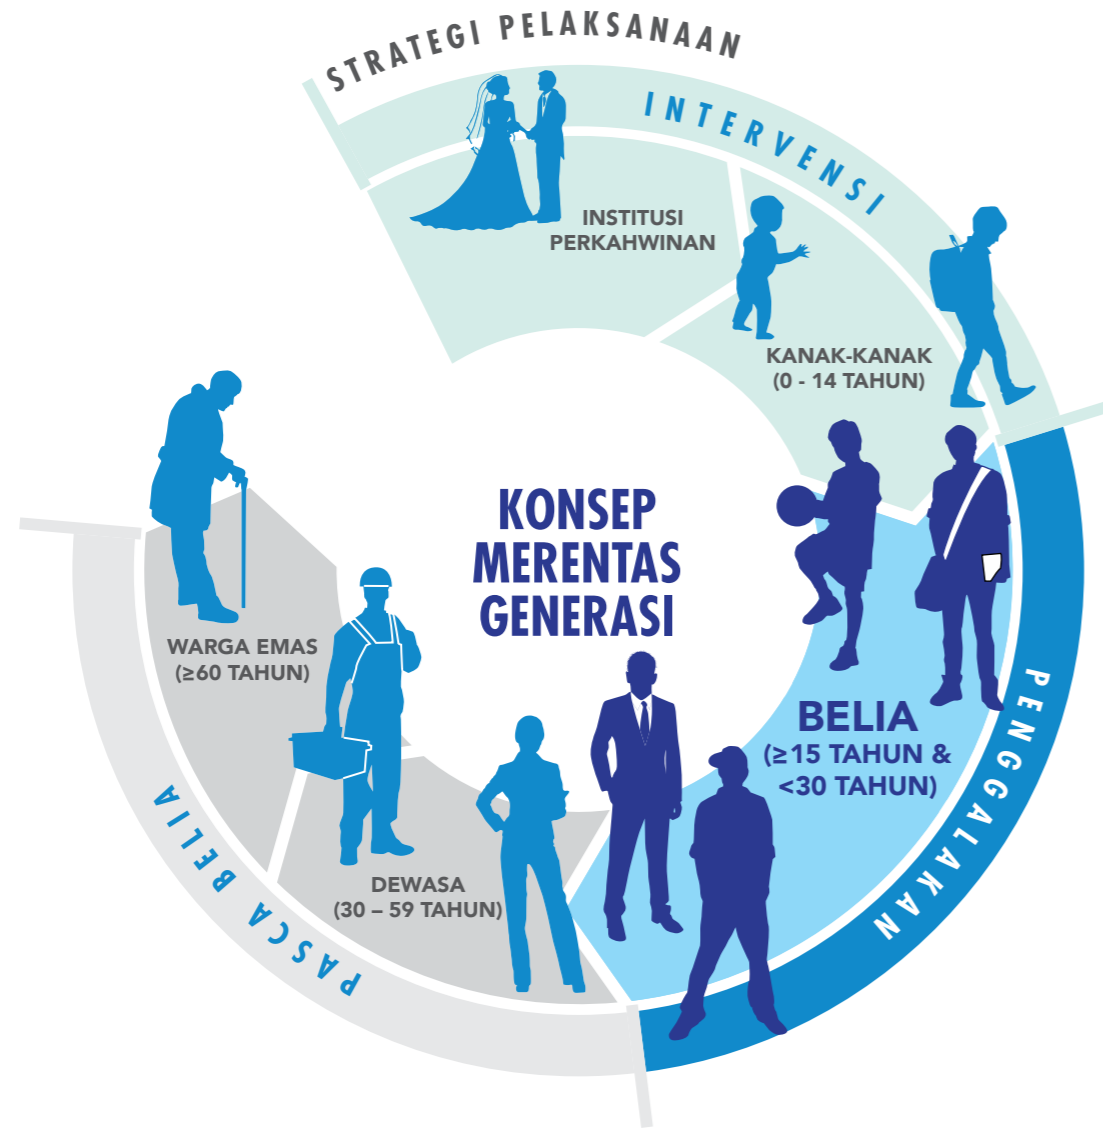 STRATEGI PELAKSANAAN
INTERVENSI
INSTITUSI
PERKAHWINAN
KANAK-KANAK
(0 - 14 TAHUN)
KONSEP
MERENTAS
GENERASI
BELIA
(≥15 TAHUN &
<30 TAHUN)
PENGGALAKAN
DEWASA
(30 – 59 TAHUN)
WARGA EMAS
(≥60 TAHUN)
PASCA BELIA